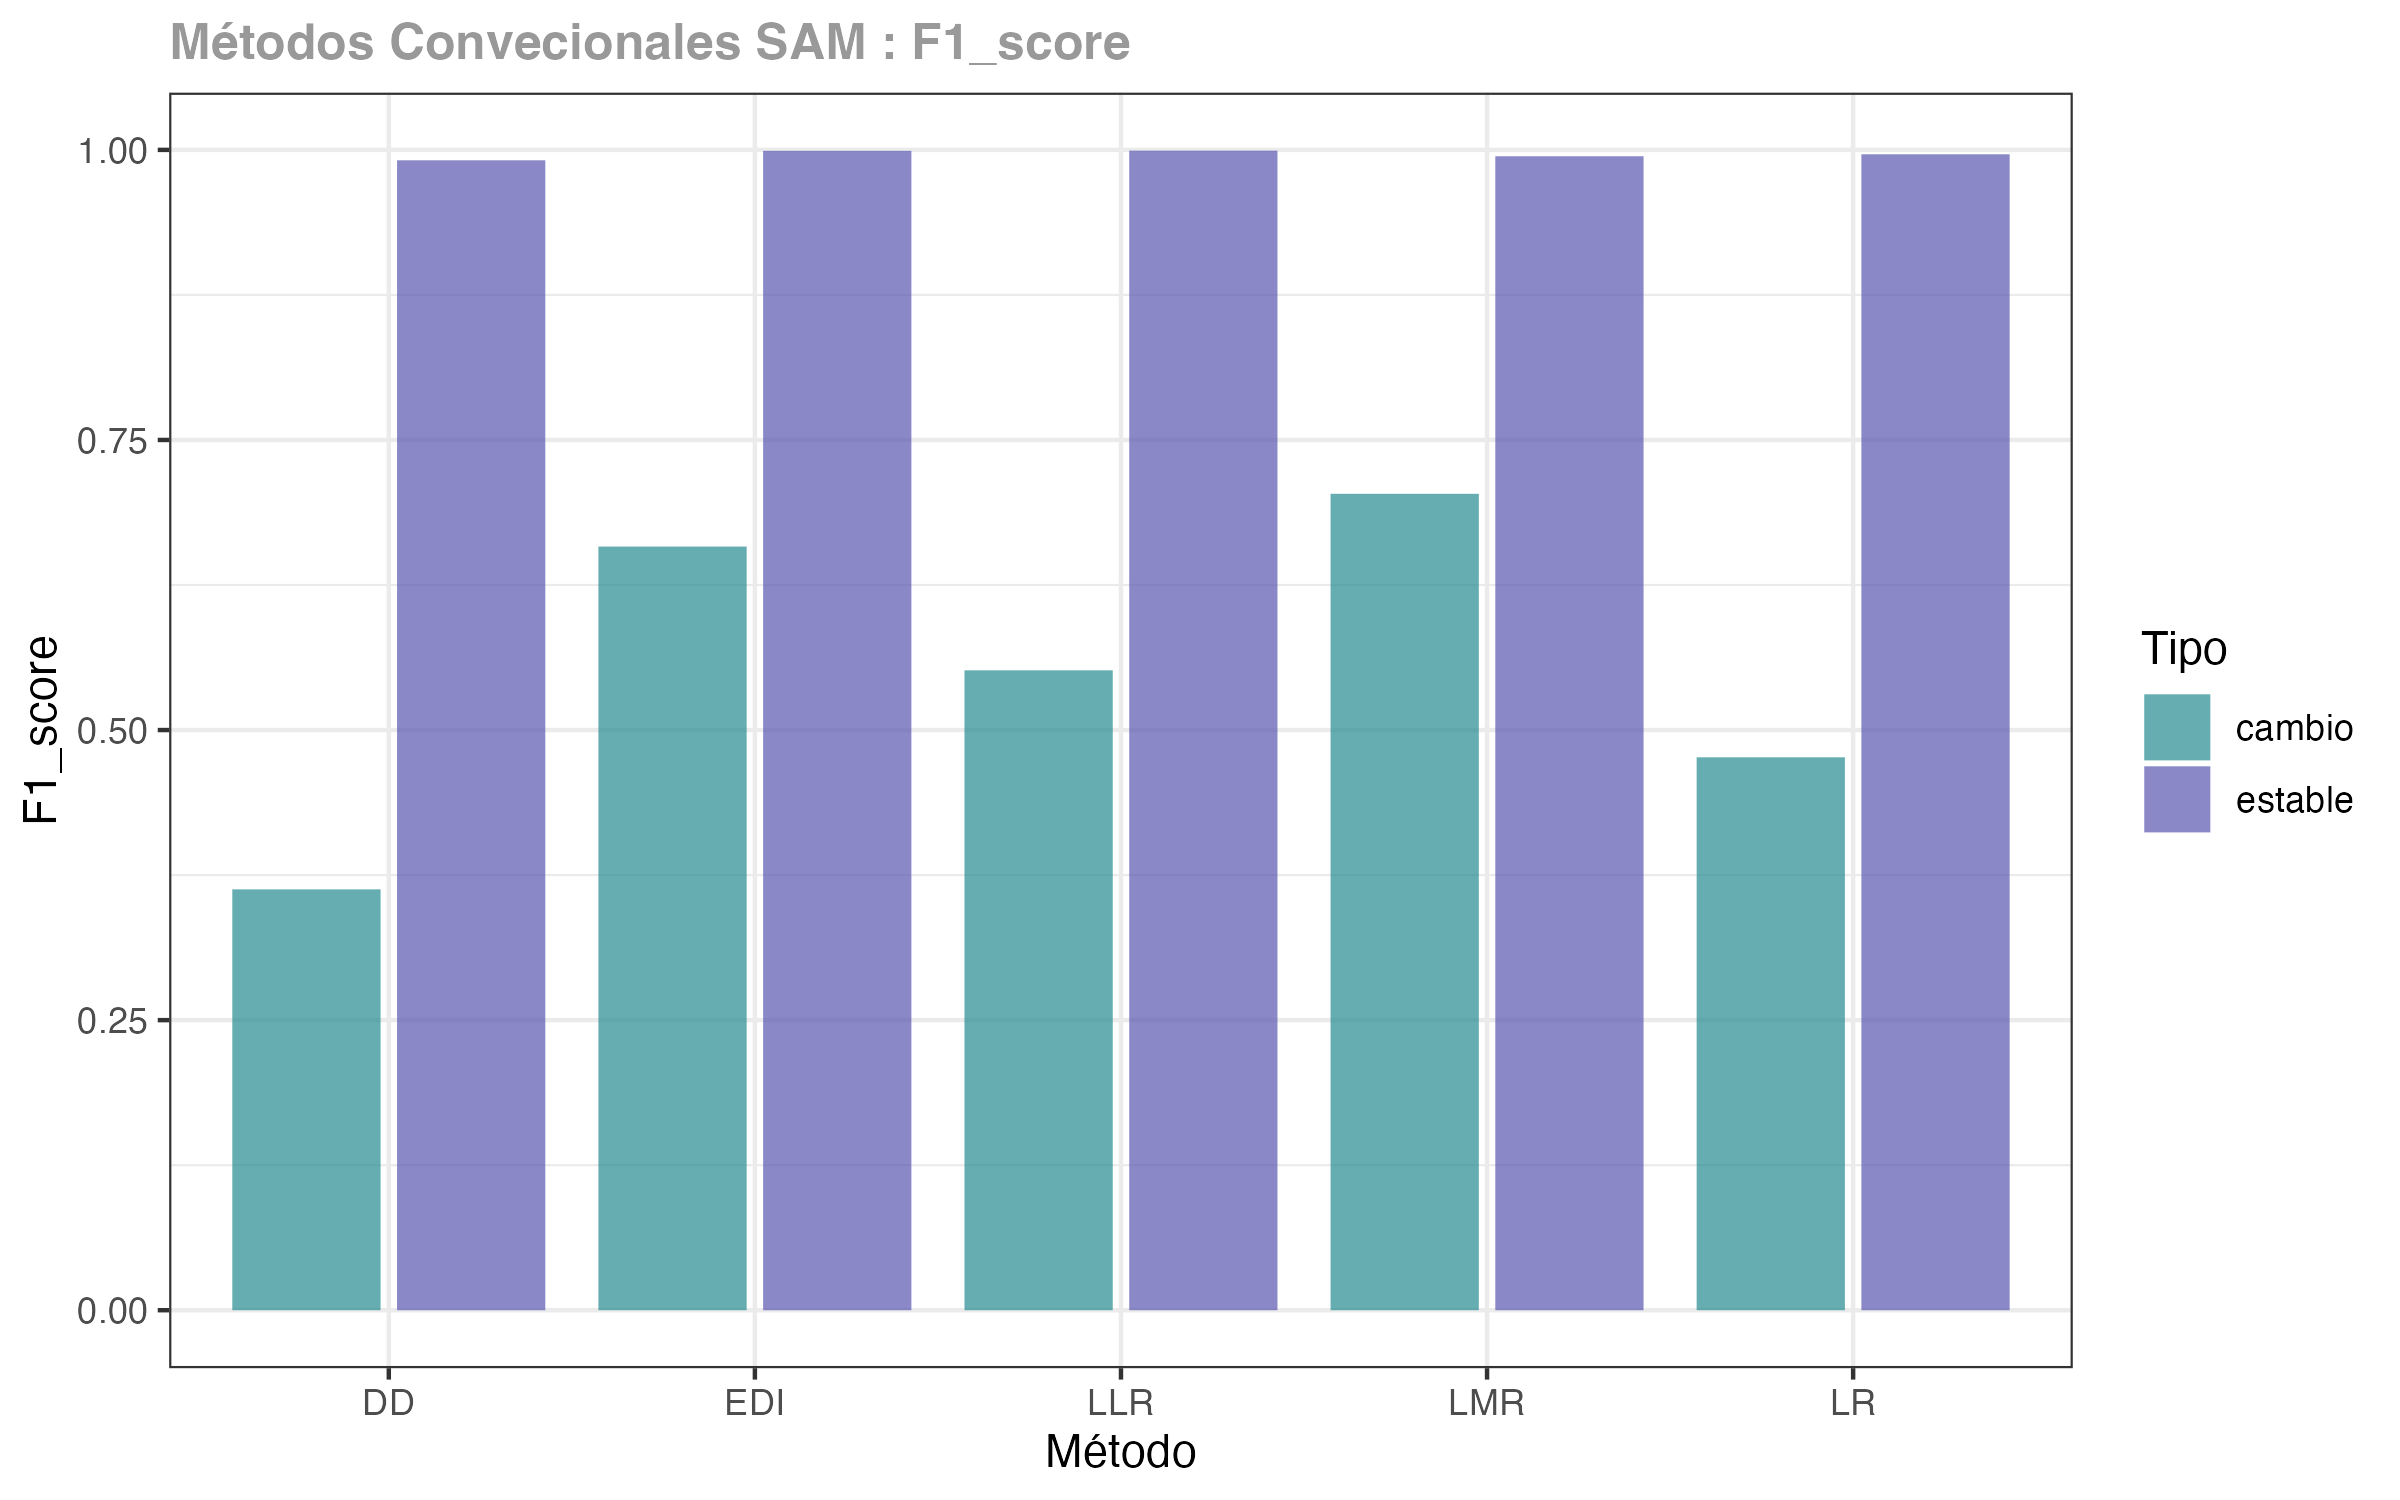 Métodos Convecionales SAM : F1_score
F1_score
1.00
0.75
0.50
0.25
0.00
DD
EDI
LLR
LMR
LR
Método
Tipo
cambio
estable